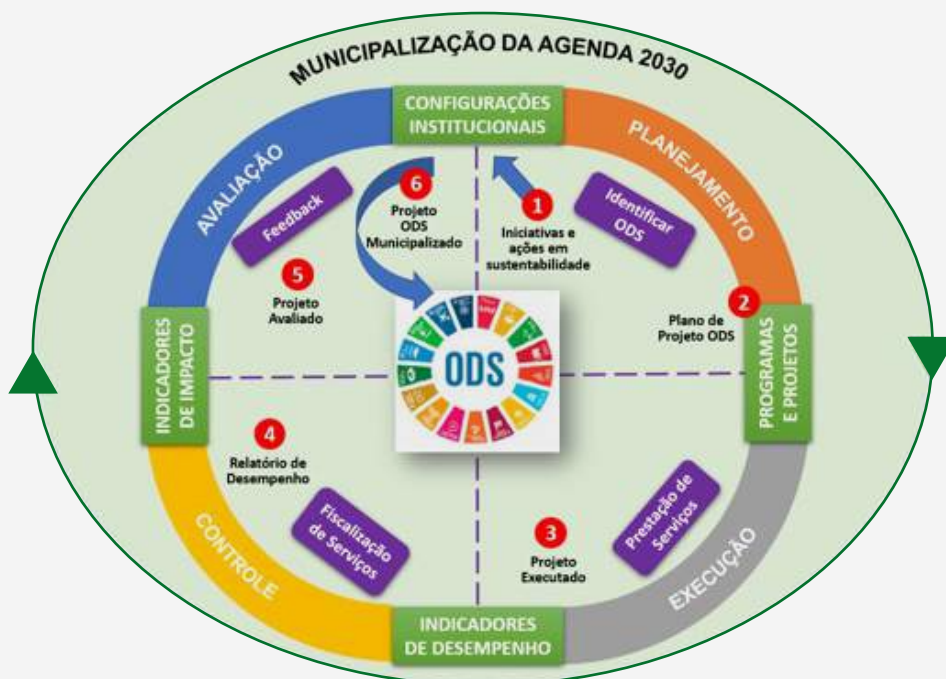 MUNICIPALIZAÇÃO DA AGENDA 2030
CONFIGURAÇÕES
INSTITUCIONAIS
PLANEJAMENTO
Identificar
ODS
1
Iniciativas e
ações em
sustentabilidade
2
Plano de
Projeto ODS
PROGRAMAS
E PROJETOS
EXECUÇÃO
Prestação de
Serviços
3
Projeto
Executado
INDICADORES
DE DESEMPENHO
CONTROLE
Fiscalização
de Serviços
4
Relatório de
Desempenho
INDICADORES
DE IMPACTO
AVALIAÇÃO
Feedback
5
Projeto
Avaliado
6
Projeto
ODS
Municipalizado
ODS